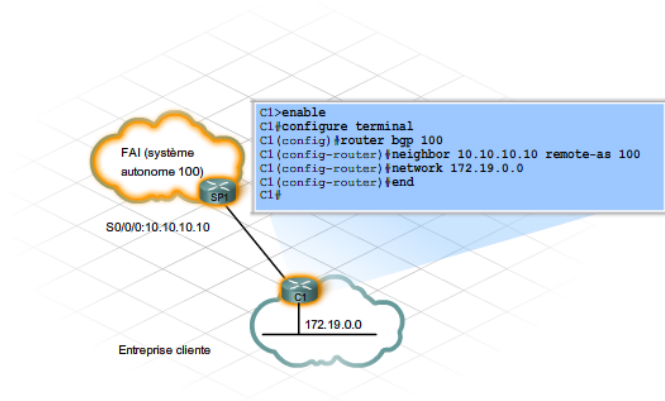 C1>enable
C1#configure terminal
C1(config)#router bgp 100
C1(config-router)#neighbor 10.10.10.10 remote-as 100
C1(config-router)#network 172.19.0.0
C1(config-router)#end
C1#
FAI (système
autonome 100)
SP1
S0/0/0:10.10.10.10
C1
172.19.0.0
Entreprise cliente